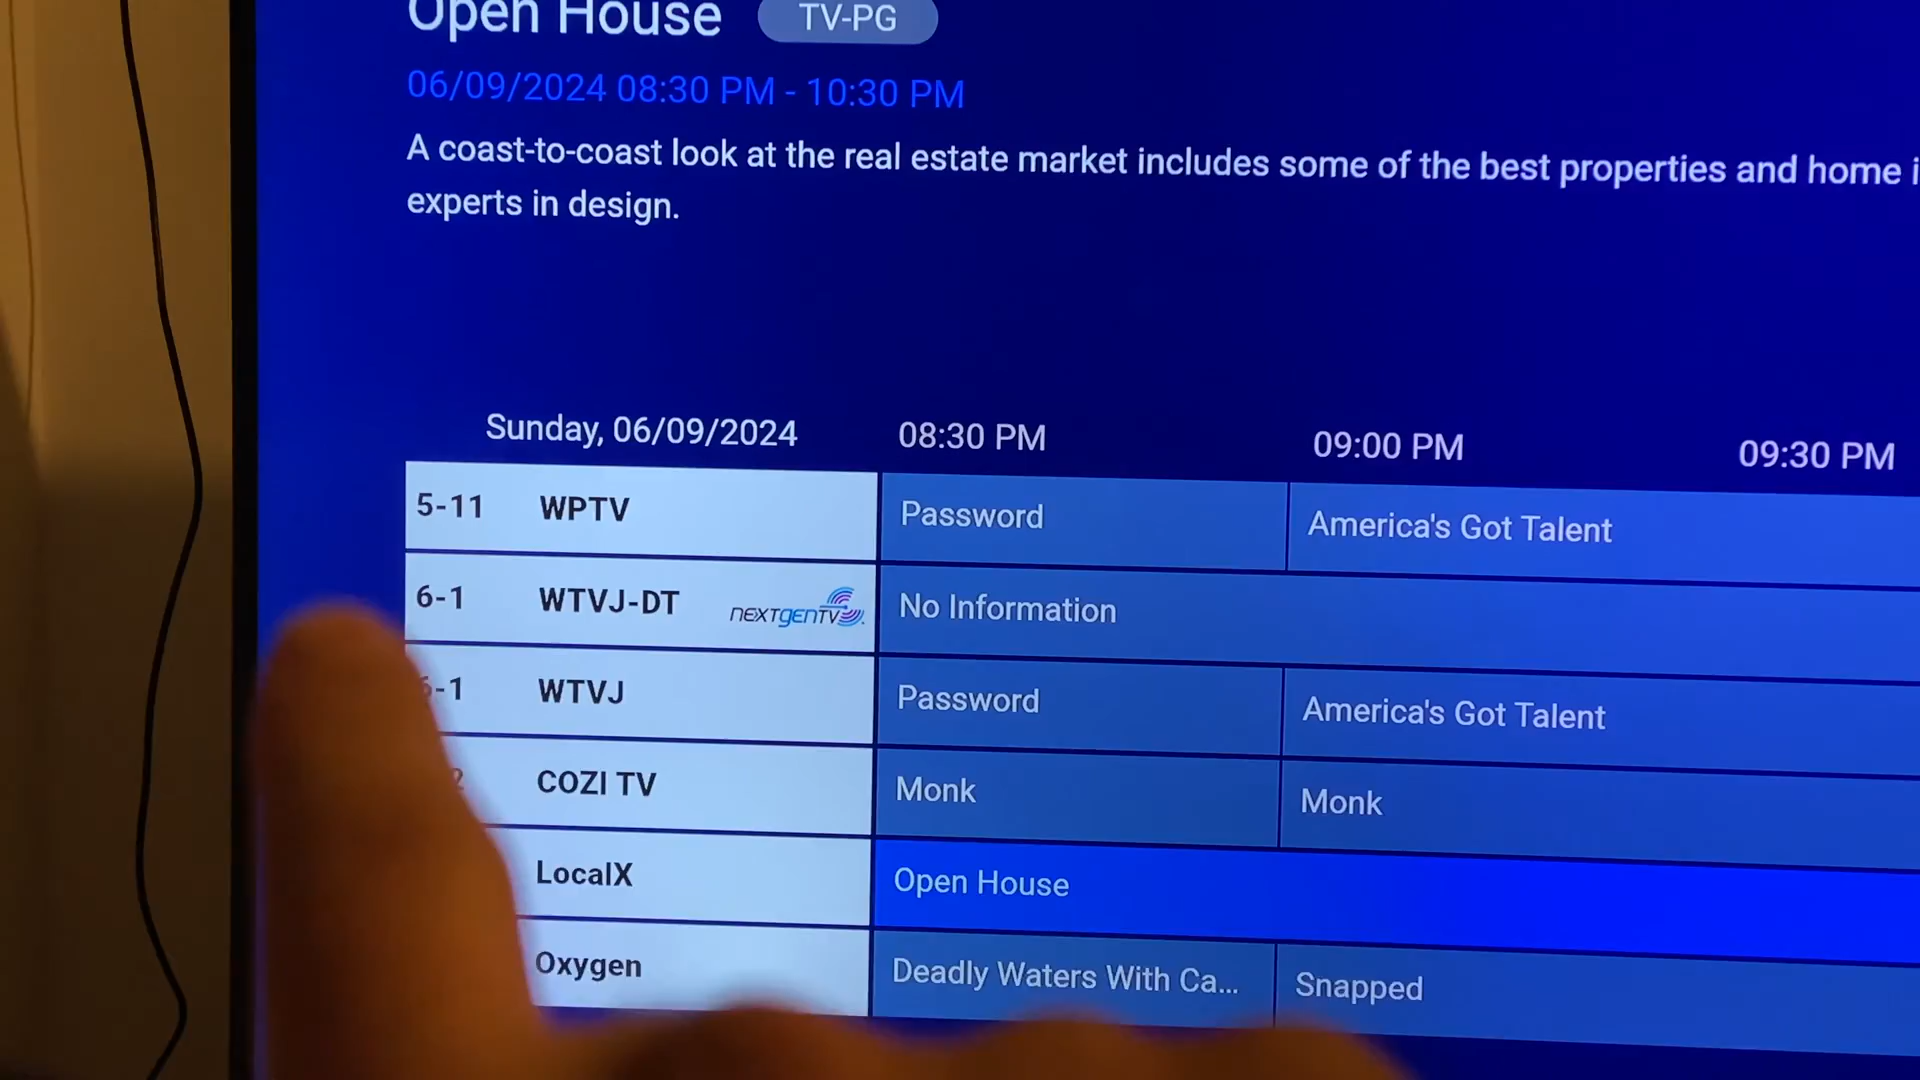 Open House TV-PG
06/09/2024 08:30 PM - 10:30 PM
A coast-to-coast look at the real estate market includes some of the best properties and home
experts in design.
Sunday, 06/09/2024 08:30 PM 09:00 PM 09:30 PM
5-11 WPTV Password America's Got Talent
6-1 WTVJ-DT NEXTGENTV No Information
-1 WTVJ Password America's Got Talent
COZI TV Monk Monk
LocalX Open House
Oxygen Deadly Waters With Ca... Snapped